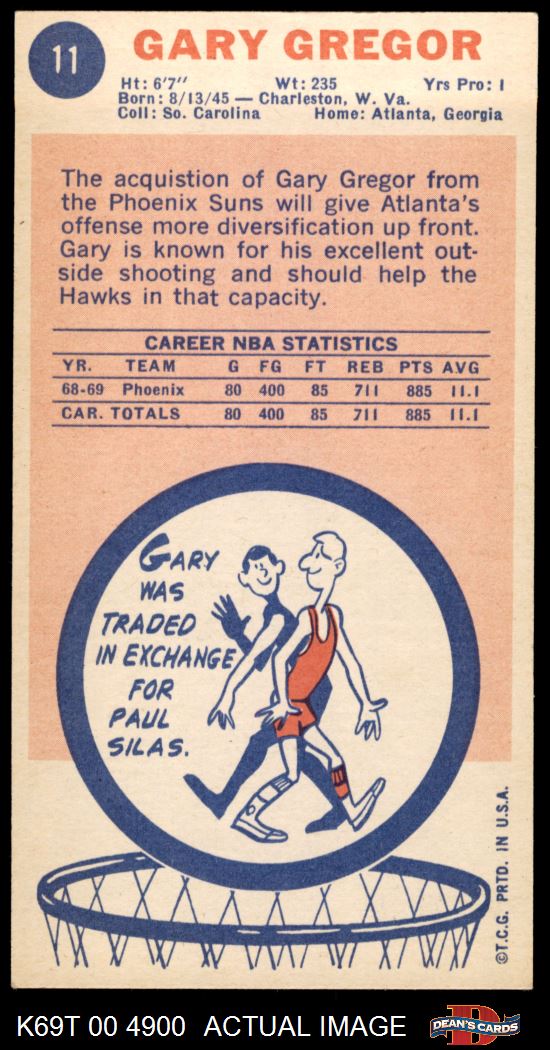 11
GARY GREGOR
Ht: 6'7" Wt: 235 Yrs Pro: 1
Born: 8/13/45 — Charleston, W. Va.
Coll: So. Carolina Home: Atlanta, Georgia
The acquistion of Gary Gregor from
the Phoenix Suns will give Atlanta's
offense more diversification up front.
Gary is known for his excellent out-
side shooting and should help the
Hawks in that capacity.
CAREER NBA STATISTICS
YR. TEAM G FG FT REB PTS AVG
68-69 Phoenix 80 400 85 711 885 11.1
CAR. TOTALS 80 400 85 711 885 11.1
GARY
WAS
TRADED
IN EXCHANGE
FOR
PAUL
SILAS.
©T.C.G. PRTD. IN U.S.A.
K69T 00 4900 ACTUAL IMAGE
D
DEAN'S CARDS